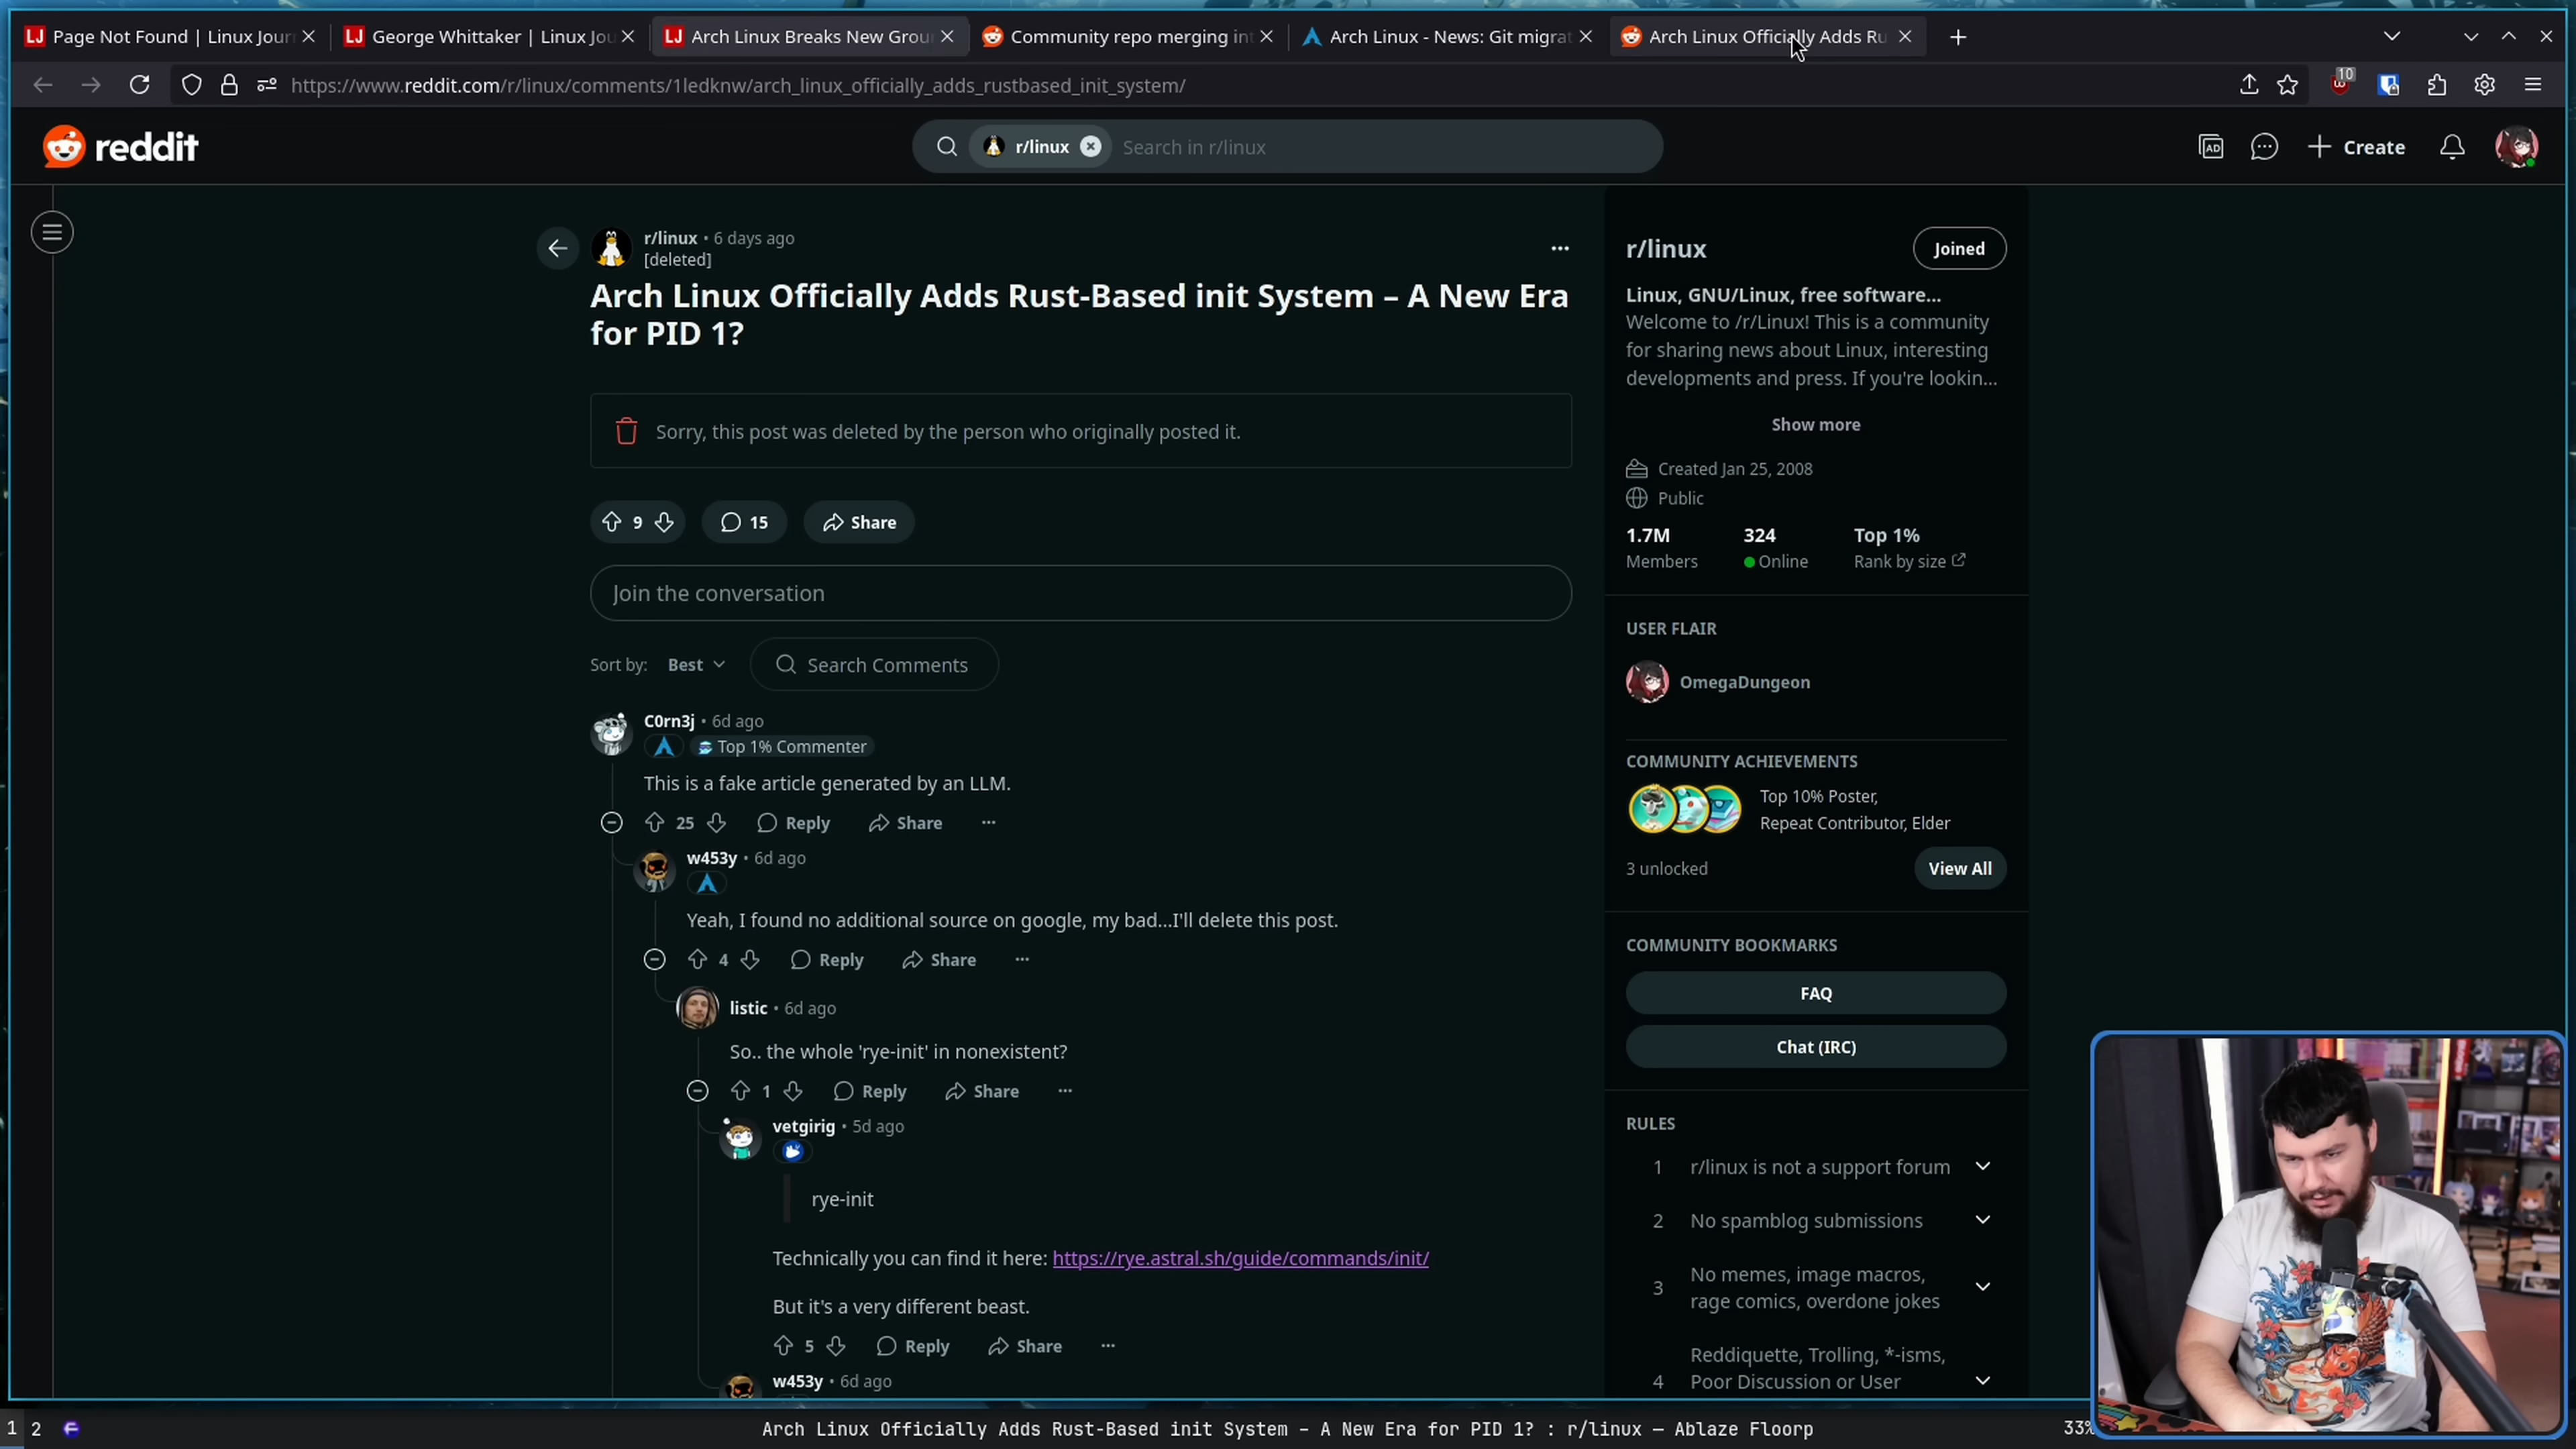 Page Not Found | Linux Jour
George Whittaker | Linux Jou
Arch Linux Breaks New Grou
Community repo merging int
Arch Linux - News: Git migrat
Arch Linux Officially Adds Ru
https://www.reddit.com/r/linux/comments/1ledknw/arch_linux_officially_adds_rustbased_init_system/
10
reddit
r/linux
Search in r/linux
AD
Create
r/linux • 6 days ago
[deleted]
Arch Linux Officially Adds Rust-Based init System – A New Era
for PID 1?
Sorry, this post was deleted by the person who originally posted it.
9
15
Share
Join the conversation
Sort by: Best
Search Comments
C0rn3j • 6d ago
Top 1% Commenter
This is a fake article generated by an LLM.
25 Reply Share
w453y • 6d ago
Yeah, I found no additional source on google, my bad...I'll delete this post.
4 Reply Share
listic • 6d ago
So.. the whole 'rye-init' in nonexistent?
1 Reply Share
vetgirig • 5d ago
rye-init
Technically you can find it here: https://rye.astral.sh/guide/commands/init/
But it's a very different beast.
5 Reply Share
w453y • 6d ago
r/linux
Joined
Linux, GNU/Linux, free software...
Welcome to /r/Linux! This is a community
for sharing news about Linux, interesting
developments and press. If you're lookin...
Show more
Created Jan 25, 2008
Public
1.7M 324 Top 1%
Members Online Rank by size
USER FLAIR
OmegaDungeon
COMMUNITY ACHIEVEMENTS
Top 10% Poster,
Repeat Contributor, Elder
3 unlocked
View All
COMMUNITY BOOKMARKS
FAQ
Chat (IRC)
RULES
1 r/linux is not a support forum
2 No spamblog submissions
3 No memes, image macros,
rage comics, overdone jokes
4 Reddiquette, Trolling, *-isms,
Poor Discussion or User
1 2
Arch Linux Officially Adds Rust-Based init System – A New Era for PID 1? : r/linux — Ablaze Floorp
33%